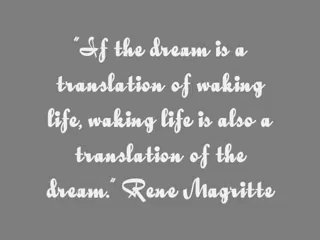 "If the dream is a
translation of waking
life, waking life is also a
translation of the
dream." Rene Magritte